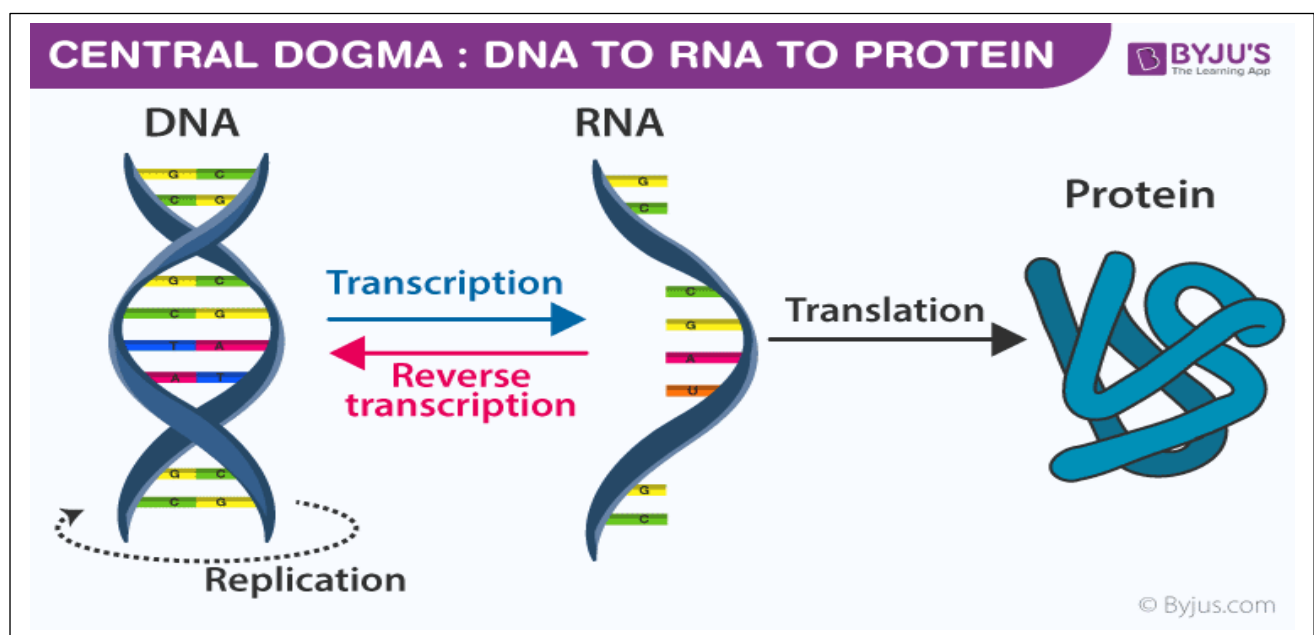 CENTRAL DOGMA : DNA TO RNA TO PROTEIN
BYJU'S
The Learning App
DNA
RNA
Protein
G C
C G
G C
C G
T A
A T
G C
C G
Transcription
Reverse
transcription
G
C
C
G
A
U
G
C
Translation
Replication
© Byjus.com